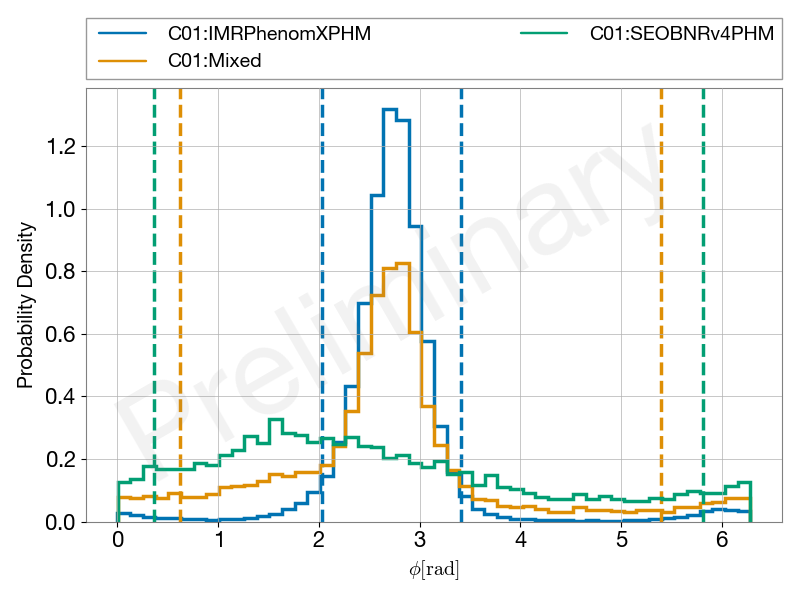 C01:IMRPhenomXPHM
C01:Mixed
C01:SEOBNRv4PHM
Preliminary
Probability Density
1.2
1.0
0.8
0.6
0.4
0.2
0.0
0 1 2 3 4 5 6
ϕ[rad]